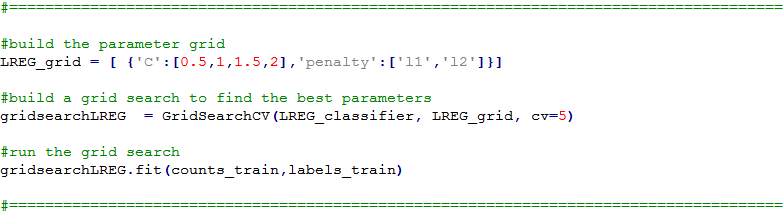 #======================================================================================
#build the parameter grid
LREG_grid = [ {'C':[0.5,1,1.5,2],'penalty':['l1','l2']}]
#build a grid search to find the best parameters
gridsearchLREG  = GridSearchCV(LREG_classifier, LREG_grid, cv=5)
#run the grid search
gridsearchLREG.fit(counts_train,labels_train)
#======================================================================================